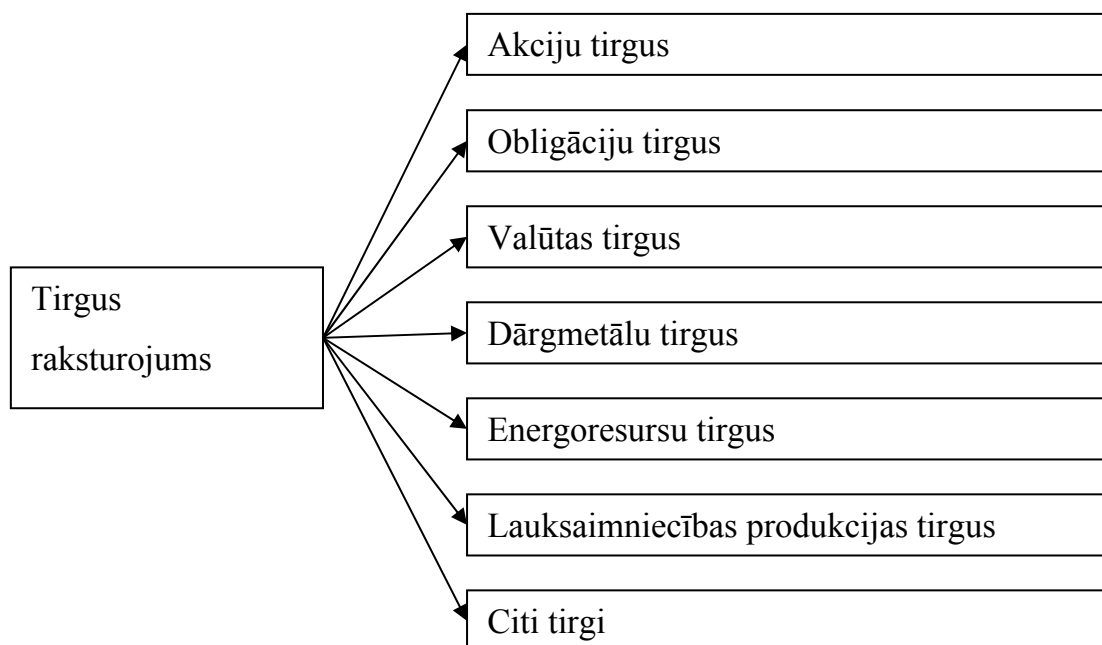 Akciju tirgus
Obligāciju tirgus
Valūtas tirgus
Tirgus
raksturojums
Dārgmetālu tirgus
Energoresursu tirgus
Lauksaimniecības produkcijas tirgus
Citi tirgi